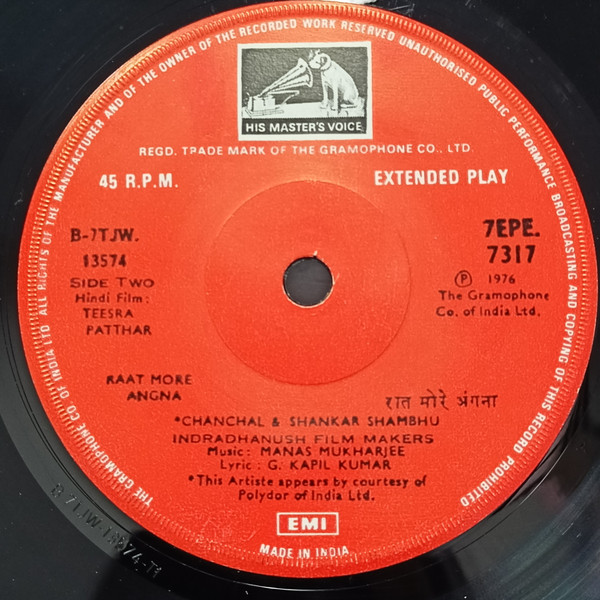 THE GRAMOPHONE CO. OF INDIA LTD. ALL RIGHTS OF THE MANUFACTURER AND OF THE OWNER OF THE RECORDED WORK RESERVED UNAUTHORISED PUBLIC PERFORMANCE BROADCASTING AND COPYING OF THIS RECORD PROHIBITED
HIS MASTER'S VOICE
REGD. TRADE MARK OF THE GRAMOPHONE CO., LTD.
45 R.P.M.
EXTENDED PLAY
B-7TJW.
13574
SIDE TWO
Hindi Film:
TEESRA
PATTHAR
7EPE.
7317
Ⓟ 1976
The Gramophone
Co. of India Ltd.
RAAT MORE
ANGNA
रात मोरे अंगना
*CHANCHAL & SHANKAR SHAMBHU
INDRADHANUSH FILM MAKERS
Music: MANAS MUKHARJEE
Lyric: G. KAPIL KUMAR
*This Artiste appears by courtesy of
Polydor of India Ltd.
EMI
MADE IN INDIA